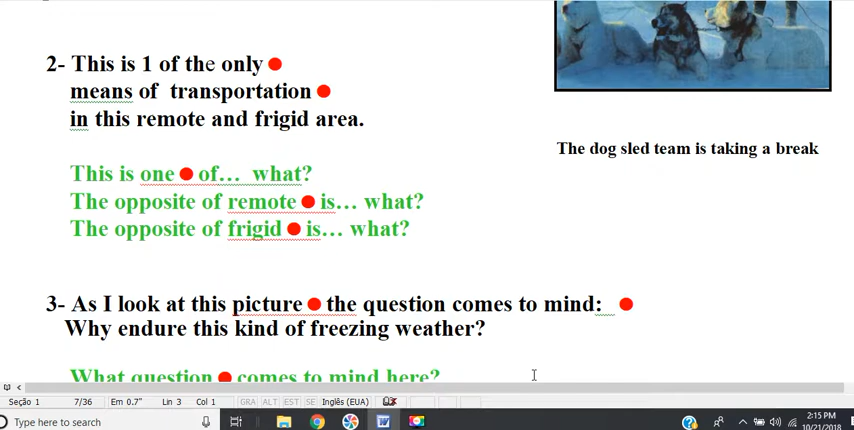 2- This is 1 of the only
means of transportation
in this remote and frigid area.
The dog sled team is taking a break
This is one of… what?
The opposite of remote is… what?
The opposite of frigid is… what?
3- As I look at this picture the question comes to mind:
Why endure this kind of freezing weather?
What question comes to mind here?
Seção 1 7/36 Em 0.7" Lin 3 Col 1 GRA ALT EST SE Inglês (EUA)
Type here to search
2:15 PM
10/21/2018